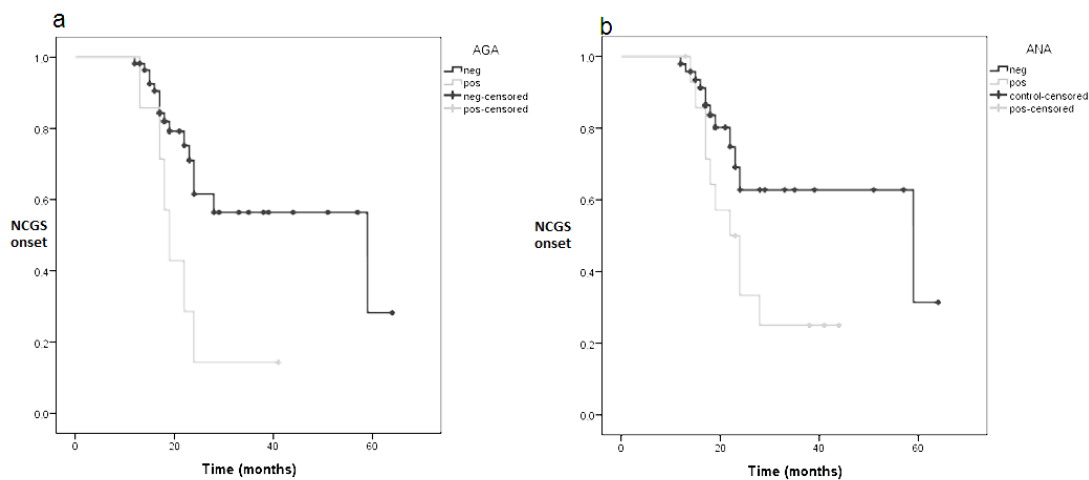 a
AGA
neg
pos
neg-censored
pos-censored
1.0
0.8
0.6
0.4
0.2
0.0
NCGS
onset
0
20
40
60
Time (months)
b
ANA
neg
pos
control-censored
pos-censored
1.0
0.8
0.6
0.4
0.2
0.0
NCGS
onset
0
20
40
60
Time (months)